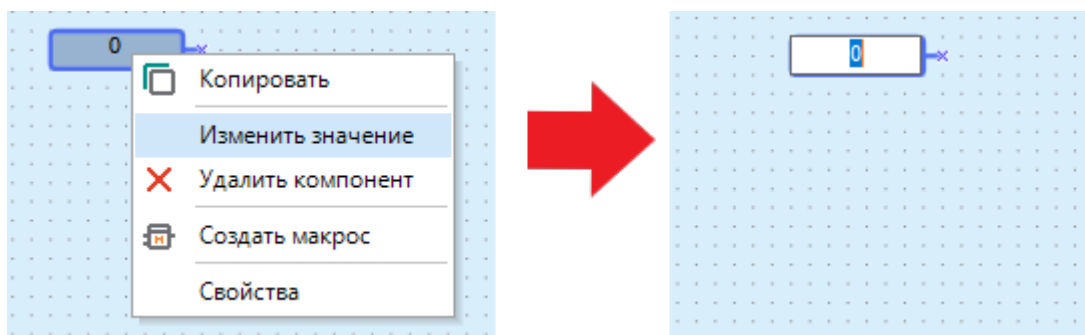 0
Копировать
Изменить значение
Удалить компонент
Создать макрос
Свойства
0